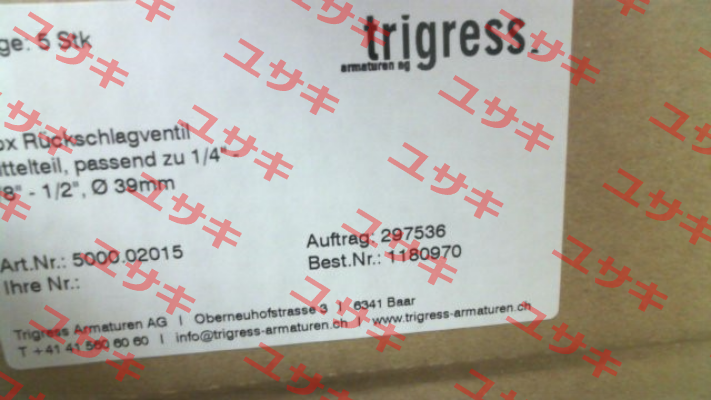 ge: 5 Stk
trigress.
armaturen ag
ox Rückschlagventil
ittelteil, passend zu 1/4" -
/8" - 1/2", Ø 39mm
Art.Nr.: 5000.02015
Ihre Nr.:
Auftrag: 297536
Best.Nr.: 1180970
Trigress Armaturen AG | Oberneuhofstrasse 3 | 6341 Baar
T +41 41 560 60 60 | info@trigress-armaturen.ch | www.trigress-armaturen.ch
ユサキ